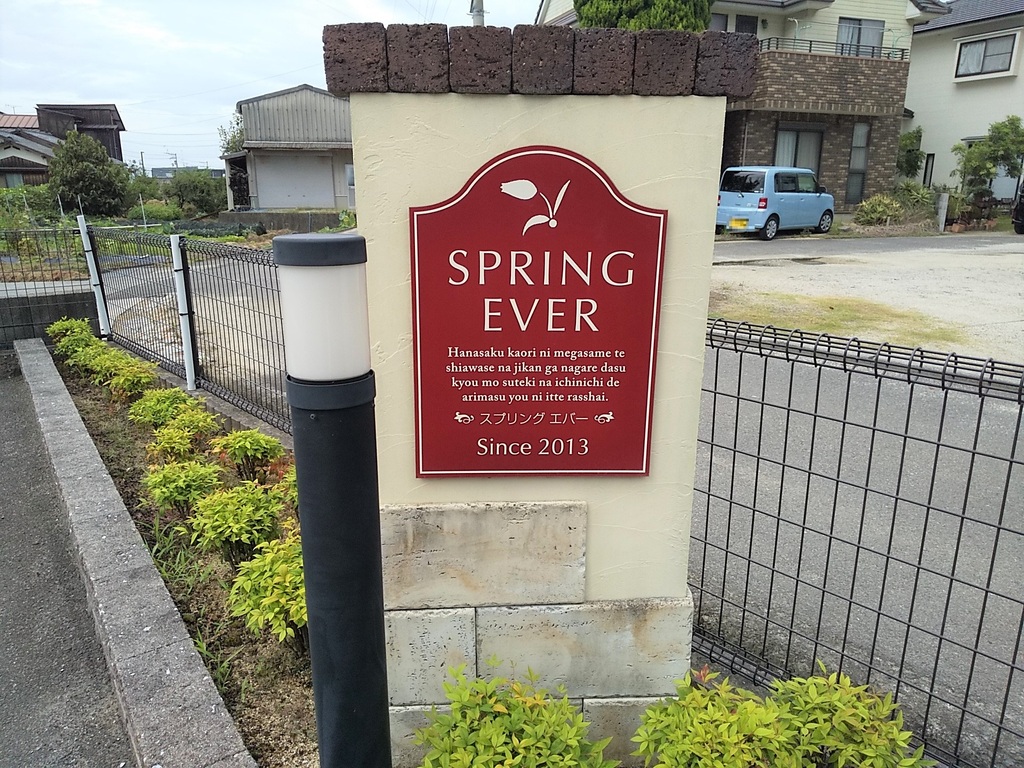 SPRING
EVER
Hanasaku kaori ni megasame te
shiawase na jikan ga nagare dasu
kyou mo suteki na ichinichi de
arimasu you ni itte rasshai.
スプリング エバー
Since 2013